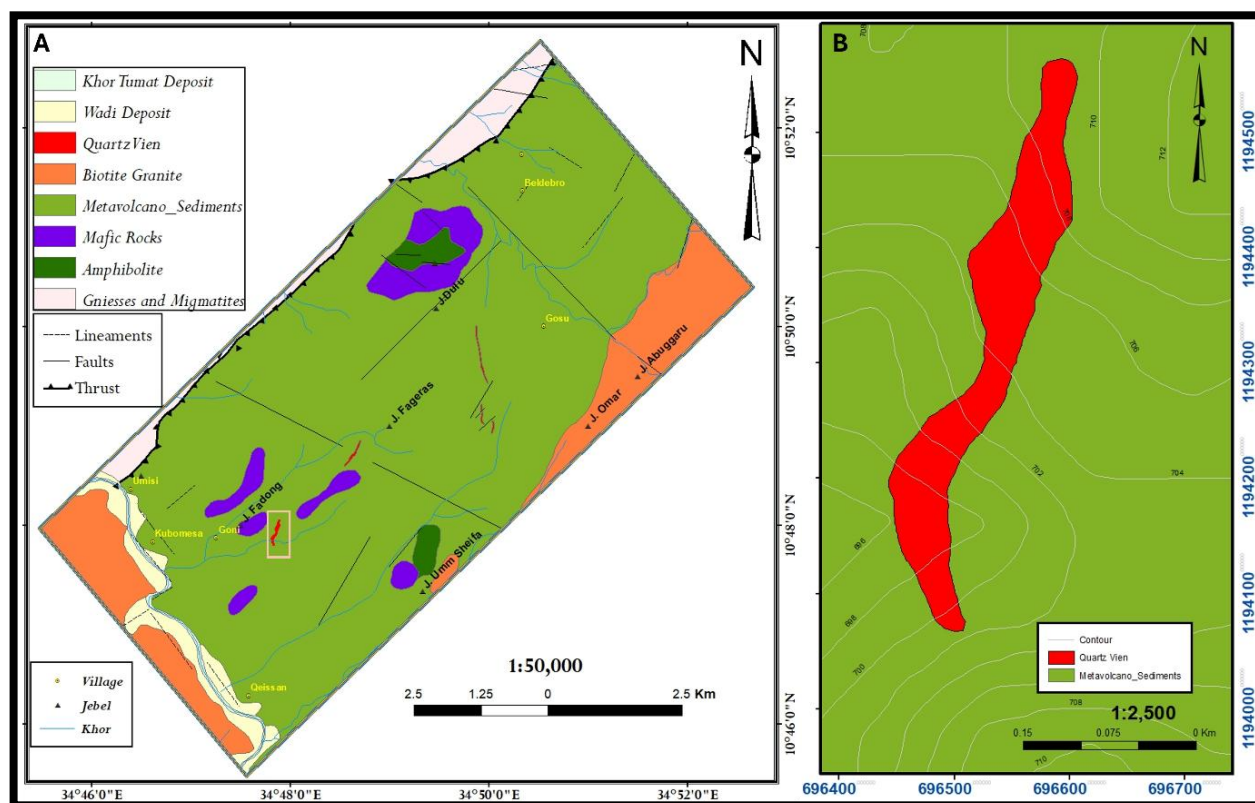 A
N
Khor Tumat Deposit
Wadi Deposit
Quartz Vien
Biotite Granite
Metavolcano_Sediments
Mafic Rocks
Amphibolite
Gniesses and Migmatites
Lineaments
Faults
Thrust
Beldebro
J.Duru
Gosu
J. Abuggaru
J. Omar
J. Fageras
Umisi
J. Fadong
Kubomesa
Goni
J. Umm Sheifa
Qeissan
Village
Jebel
Khor
1:50,000
2.5 1.25 0 2.5 Km
34°46'0"E 34°48'0"E 34°50'0"E 34°52'0"E
10°52'0"N
10°50'0"N
10°48'0"N
10°46'0"N
B
N
708
710
712
706
704
702
696
698
700
708
710
Contour
Quartz Vien
Metavolcano_Sediments
1:2,500
0.15 0.075 0 Km
696400 696500 696600 696700
1194500
1194400
1194300
1194200
1194100
1194000